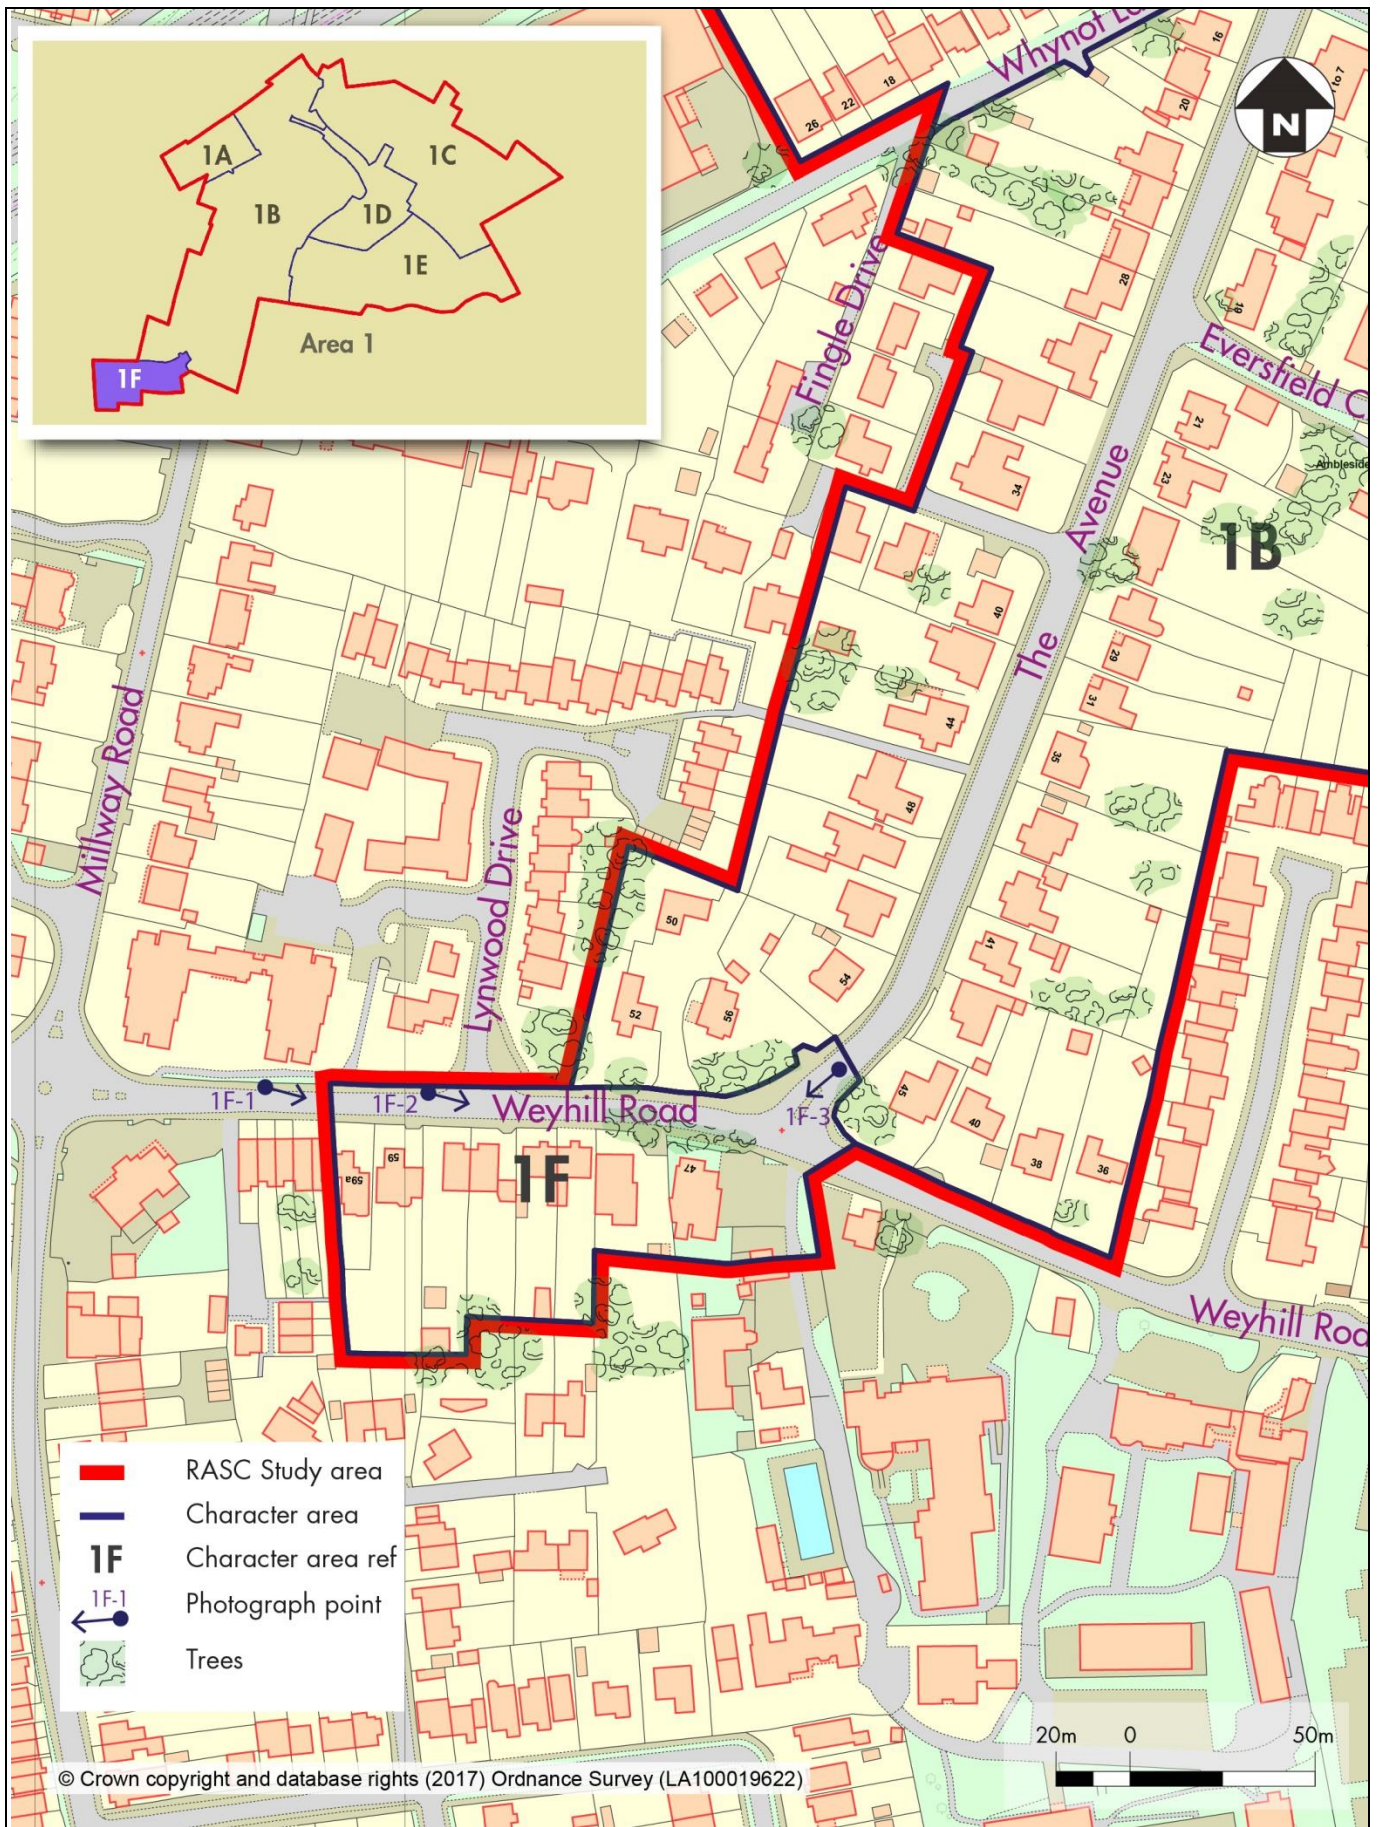 1A
1B
1C
1D
1E
1F
Area 1
N
Whynot L
16
18
20
22
26
to 7
Fingle Drive
28
19
Eversfield C
21
23
Ambleside
34
The Avenue
1B
40
29
31
44
35
48
Millway Road
Lynwood Drive
50
41
54
52
56
1F-1
1F-2
Weyhill Road
1F-3
45
40
38
36
59
59a
1F
47
Weyhill Roa
RASC Study area
Character area
1F Character area ref
1F-1 Photograph point
Trees
20m 0 50m
© Crown copyright and database rights (2017) Ordnance Survey (LA100019622)